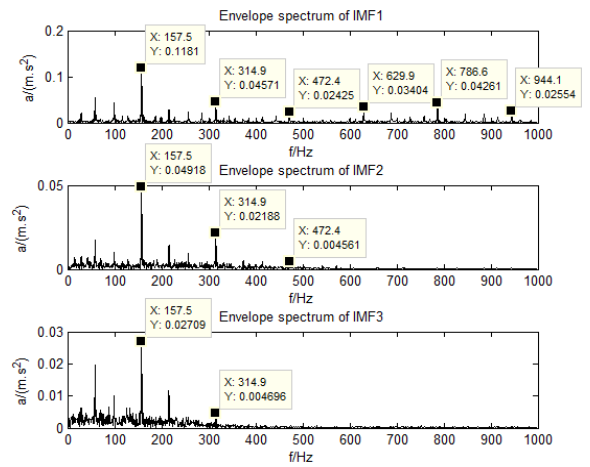 Envelope spectrum of IMF1
a/(m.s²)
0.2
0.1
0
X: 157.5
Y: 0.1181
X: 314.9
Y: 0.04571
X: 472.4
Y: 0.02425
X: 629.9
Y: 0.03404
X: 786.6
Y: 0.04261
X: 944.1
Y: 0.02554
0 100 200 300 400 500 600 700 800 900 1000
f/Hz
Envelope spectrum of IMF2
a/(m.s²)
0.05
0
X: 157.5
Y: 0.04918
X: 314.9
Y: 0.02188
X: 472.4
Y: 0.004561
0 100 200 300 400 500 600 700 800 900 1000
f/Hz
Envelope spectrum of IMF3
a/(m.s²)
0.03
0.02
0.01
0
X: 157.5
Y: 0.02709
X: 314.9
Y: 0.004696
0 100 200 300 400 500 600 700 800 900 1000
f/Hz